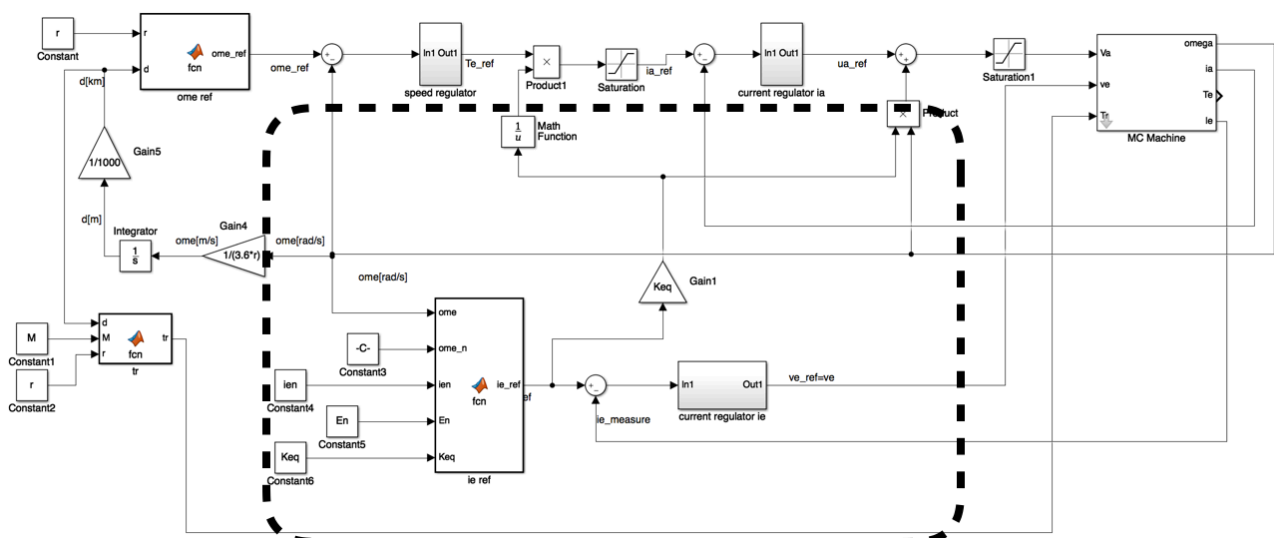 r
Constant
r
d
fcn
ome_ref
ome ref
ome_ref
+
-
In1 Out1
speed regulator
Te_ref
×
Product1
Saturation
ia_ref
+
-
In1 Out1
current regulator ia
ua_ref
+
+
Saturation1
Va
ve
Tr
omega
ia
Te
Ie
MC Machine
d[km]
1/1000
Gain5
1
u
Math
Function
×
Product
d[m]
Integrator
1
s
ome[m/s]
Gain4
1/(3.6*r)
ome[rad/s]
ome[rad/s]
Keq
Gain1
M
Constant1
r
Constant2
d
M
r
fcn
tr
tr
-C-
Constant3
ien
Constant4
En
Constant5
Keq
Constant6
ome
ome_n
ien
En
Keq
fcn
ie_ref
ie ref
ef
+
-
ie_measure
In1
Out1
current regulator ie
ve_ref=ve